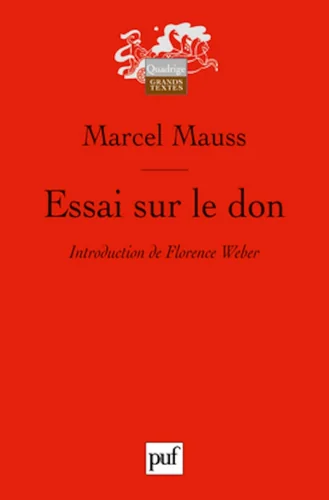 Quadrige
GRANDS
TEXTES
Marcel Mauss
Essai sur le don
Introduction de Florence Weber
puf